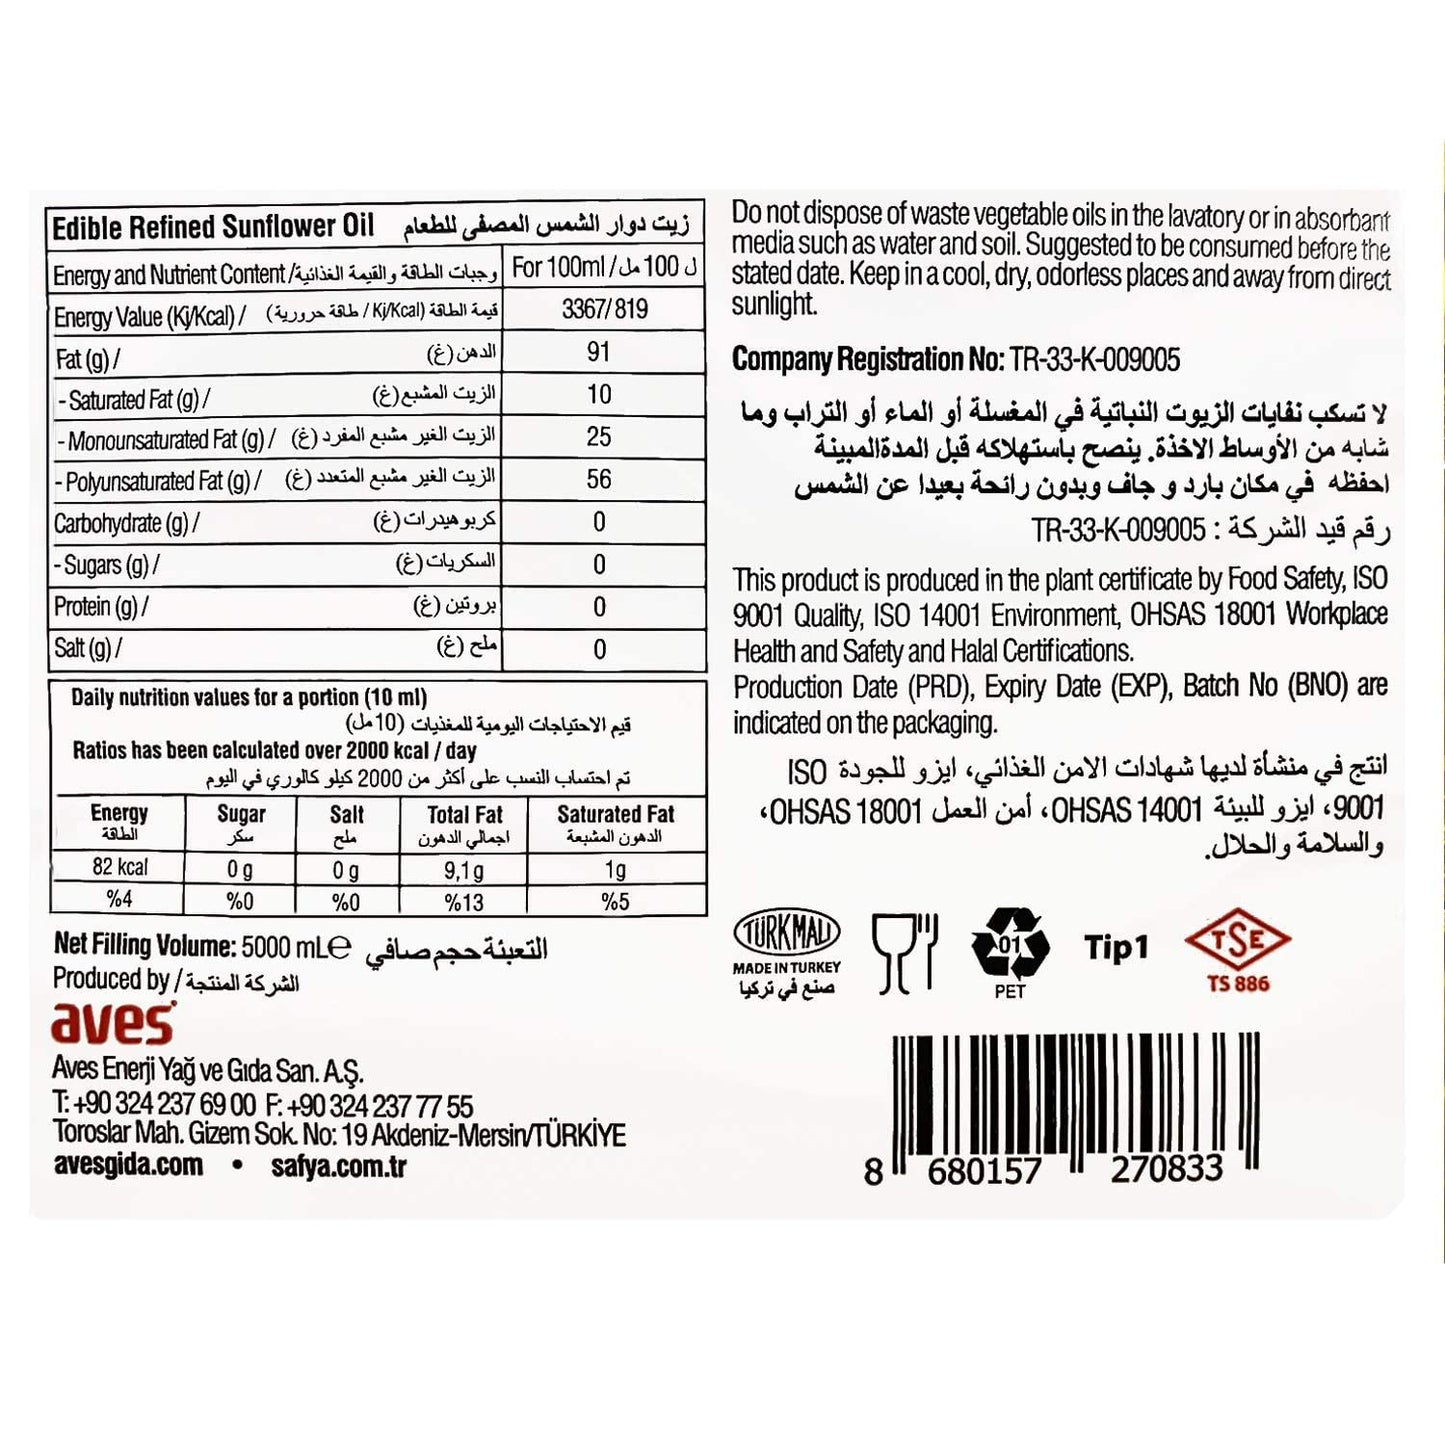 Edible Refined Sunflower Oil زيت دوار الشمس المصفى للطعام
Energy and Nutrient Content / وجبات الطاقة والقيمة الغذائية For 100ml / ل 100 مل
Energy Value (Kj/Kcal) / قيمة الطاقة (Kj/Kcal / طاقة حرورية) 3367/ 819
Fat (g) / الدهن (غ) 91
- Saturated Fat (g) / الزيت المشبع (غ) 10
- Monounsaturated Fat (g) / الزيت الغير مشبع المفرد (غ) 25
- Polyunsaturated Fat (g) / الزيت الغير مشبع المتعدد (غ) 56
Carbohydrate (g) / كربوهيدرات (غ) 0
- Sugars (g) / السكريات (غ) 0
Protein (g) / بروتين (غ) 0
Salt (g) / ملح (غ) 0
Daily nutrition values for a portion (10 ml)
قيم الاحتياجات اليومية للمغذيات (10 مل)
Ratios has been calculated over 2000 kcal / day
تم احتساب النسب على أكثر من 2000 كيلو كالوري في اليوم
Energy Sugar Salt Total Fat Saturated Fat
الطاقة سكر ملح اجمالي الدهون الدهون المشبعة
82 kcal 0 g 0 g 9,1 g 1g
%4 %0 %0 %13 %5
Net Filling Volume: 5000 mL℮ التعبئة حجم صافي
Produced by / الشركة المنتجة
aves
Aves Enerji Yağ ve Gıda San. A.Ş.
T: +90 324 237 69 00 F: +90 324 237 77 55
Toroslar Mah. Gizem Sok. No: 19 Akdeniz-Mersin/TÜRKİYE
avesgida.com • safya.com.tr
Do not dispose of waste vegetable oils in the lavatory or in absorbant
media such as water and soil. Suggested to be consumed before the
stated date. Keep in a cool, dry, odorless places and away from direct
sunlight.
Company Registration No: TR-33-K-009005
لا تسكب نفايات الزيوت النباتية في المغسلة أو الماء أو التراب وما
شابه من الأوساط الاخذة. ينصح باستهلاكه قبل المدةالمبينة
احفظه في مكان بارد و جاف وبدون رائحة بعيدا عن الشمس
رقم قيد الشركة : TR-33-K-009005
This product is produced in the plant certificate by Food Safety, ISO
9001 Quality, ISO 14001 Environment, OHSAS 18001 Workplace
Health and Safety and Halal Certifications.
Production Date (PRD), Expiry Date (EXP), Batch No (BNO) are
indicated on the packaging.
انتج في منشأة لديها شهادات الامن الغذائي، ايزو للجودة ISO
9001، ايزو للبيئة OHSAS 14001، أمن العمل OHSAS 18001،
والسلامة والحلال.
TÜRK MALI
MADE IN TURKEY
صنع في تركيا
01
PET
Tip1
TSE
TS 886
8 680157 270833